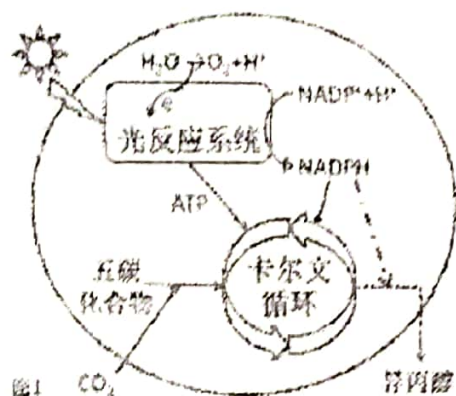 H₂O→O₂+H⁺
e⁻
NADP⁺+H⁺
光反应系统
NADPH
ATP
五碳
化合物
卡尔文
循环
图1
CO₂
异丙醇